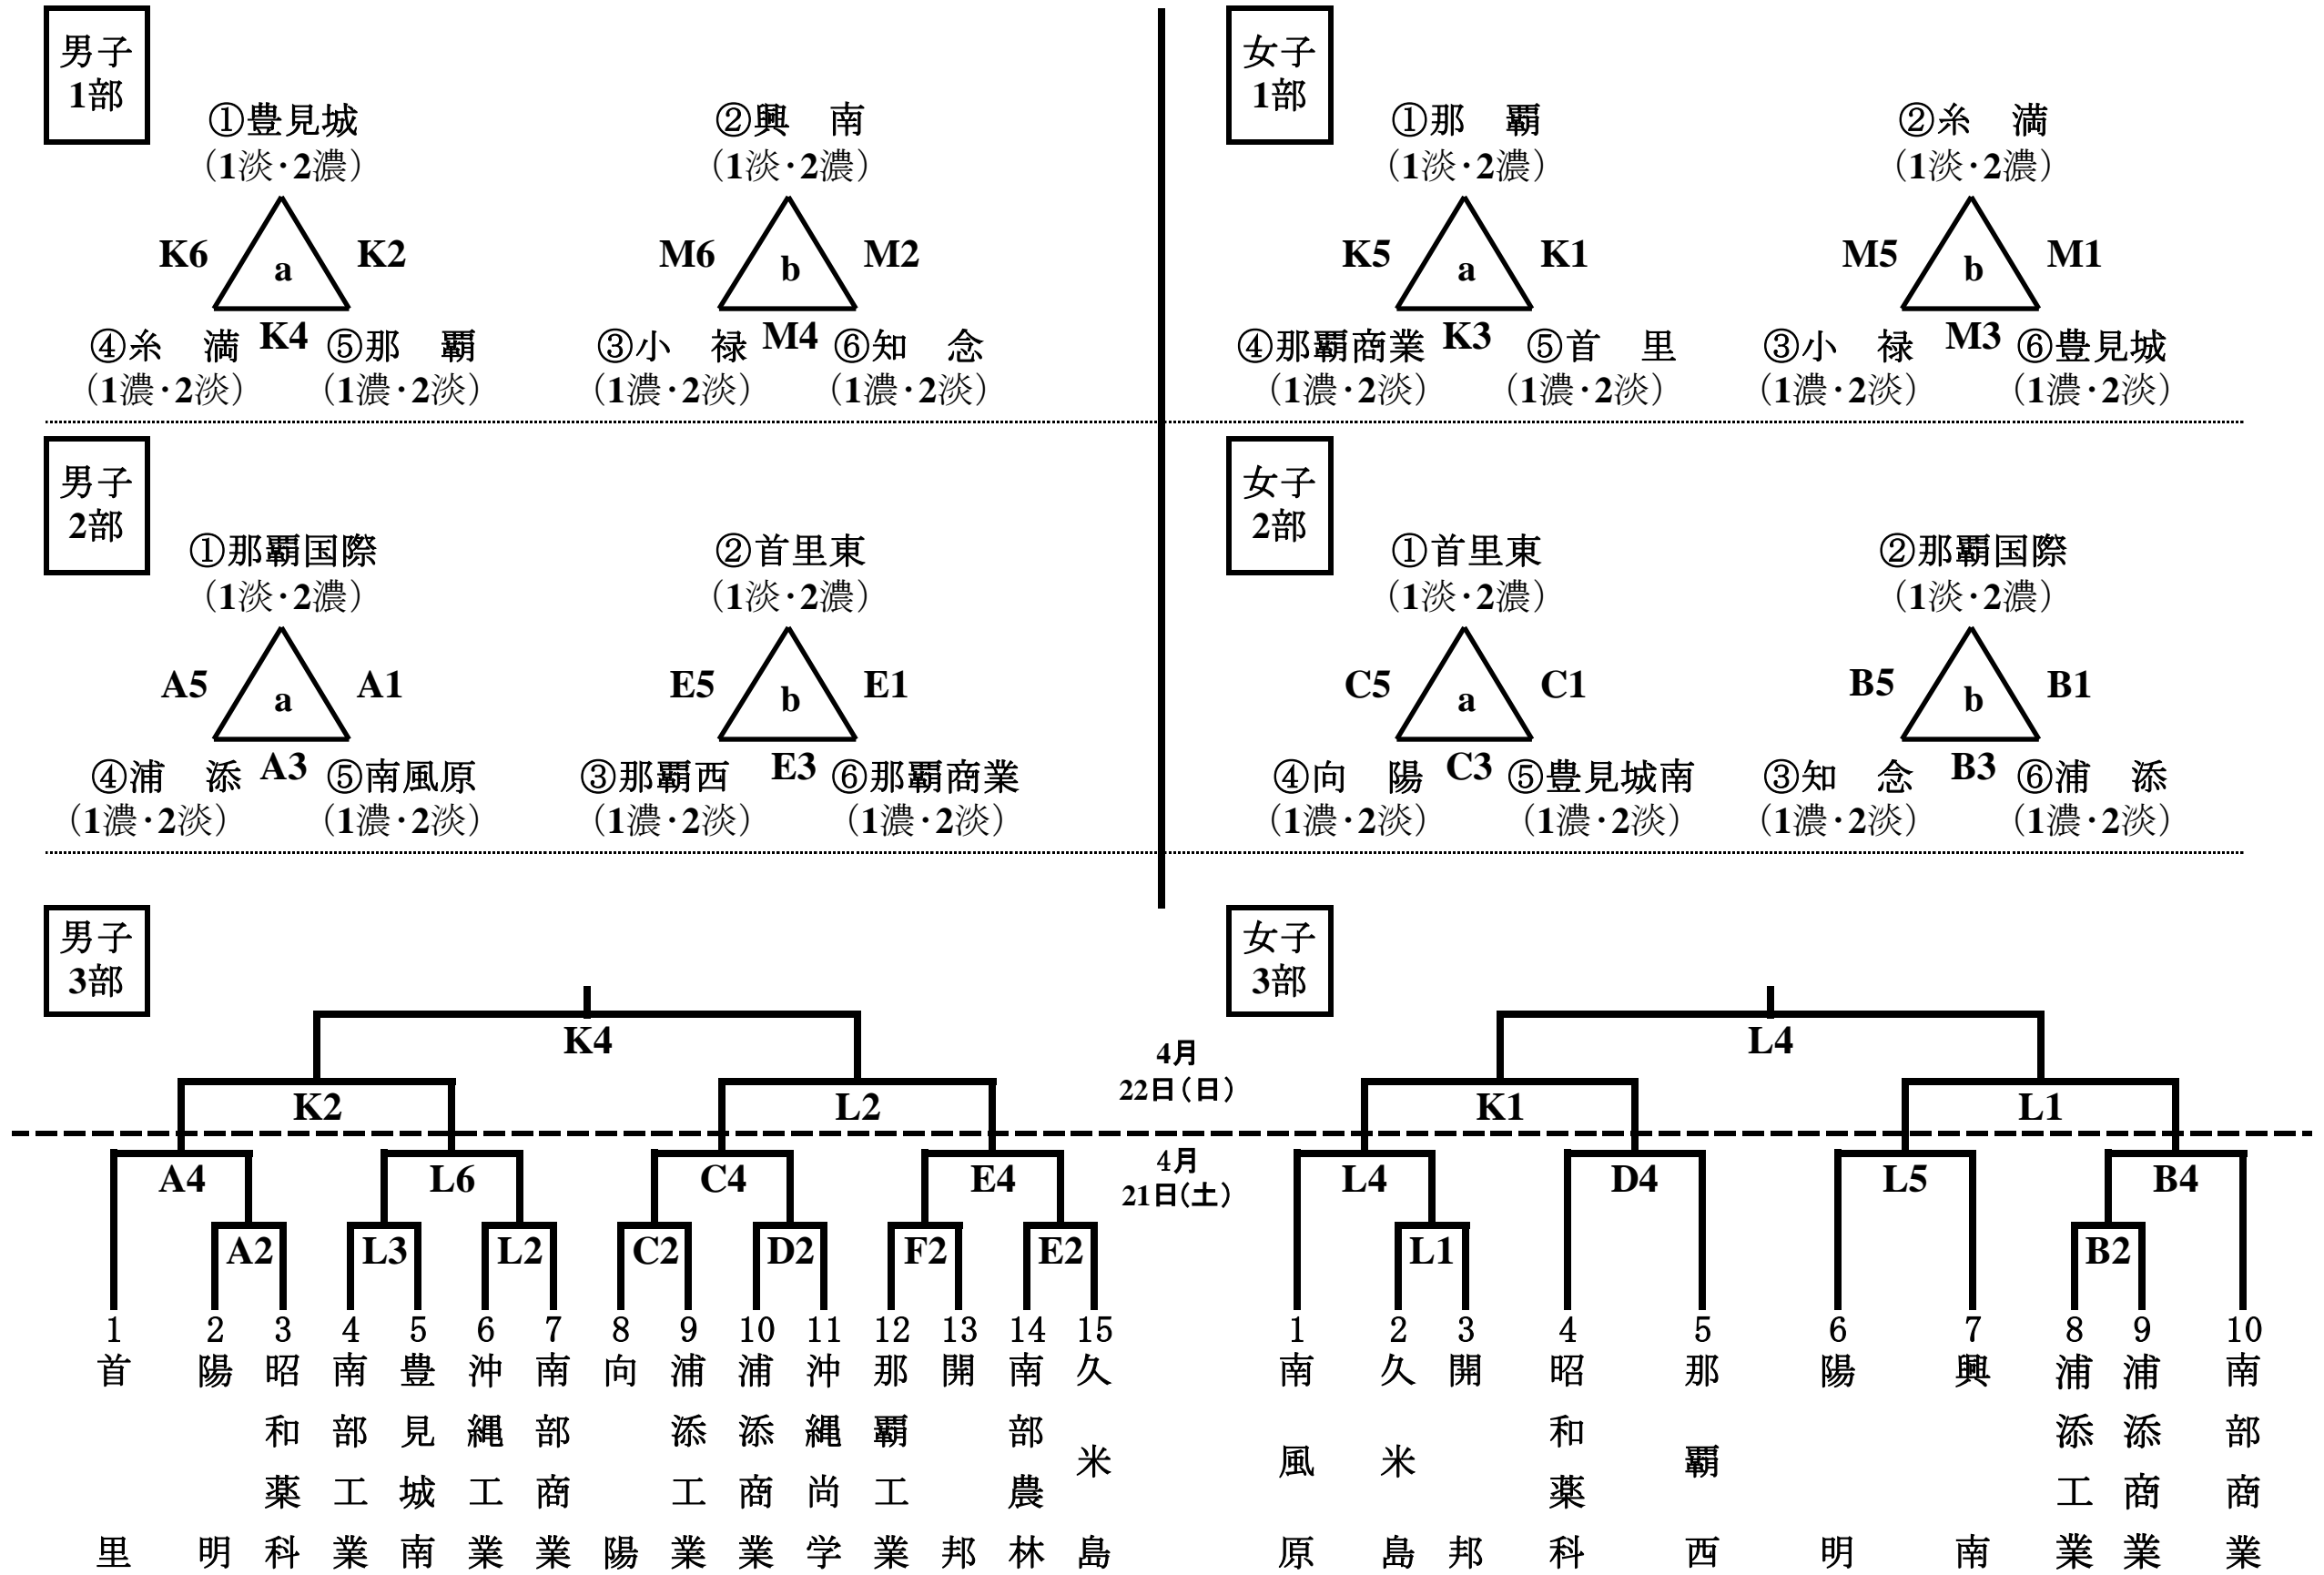 男子
1部
①豊見城
（1淡・2濃）
K6
a
K2
④糸　満
K4
⑤那　覇
（1濃・2淡）
（1濃・2淡）
②興　南
（1淡・2濃）
M6
b
M2
③小　禄
M4
⑥知　念
（1濃・2淡）
（1濃・2淡）
女子
1部
①那　覇
（1淡・2濃）
K5
a
K1
④那覇商業
K3
⑤首　里
（1濃・2淡）
（1濃・2淡）
②糸　満
（1淡・2濃）
M5
b
M1
③小　禄
M3
⑥豊見城
（1濃・2淡）
（1濃・2淡）
男子
2部
①那覇国際
（1淡・2濃）
A5
a
A1
④浦　添
A3
⑤南風原
（1濃・2淡）
（1濃・2淡）
②首里東
（1淡・2濃）
E5
b
E1
③那覇西
E3
⑥那覇商業
（1濃・2淡）
（1濃・2淡）
女子
2部
①首里東
（1淡・2濃）
C5
a
C1
④向　陽
C3
⑤豊見城南
（1濃・2淡）
（1濃・2淡）
②那覇国際
（1淡・2濃）
B5
b
B1
③知　念
B3
⑥浦　添
（1濃・2淡）
（1濃・2淡）
男子
3部
K4
K2
L2
A4
L6
C4
E4
A2
L3
L2
C2
D2
F2
E2
1
首里
2
陽明
3
昭和薬科
4
南部工業
5
豊見城南
6
沖縄工業
7
南部商業
8
向陽
9
浦添工業
10
浦添商業
11
沖縄尚学
12
那覇工業
13
開邦
14
南部農林
15
久米島
4月
22日（日）
4月
21日（土）
女子
3部
L4
K1
L1
L4
D4
L5
B4
L1
B2
1
南風原
2
久米島
3
開邦
4
昭和薬科
5
那覇西
6
陽明
7
興南
8
浦添工業
9
浦添商業
10
南部商業